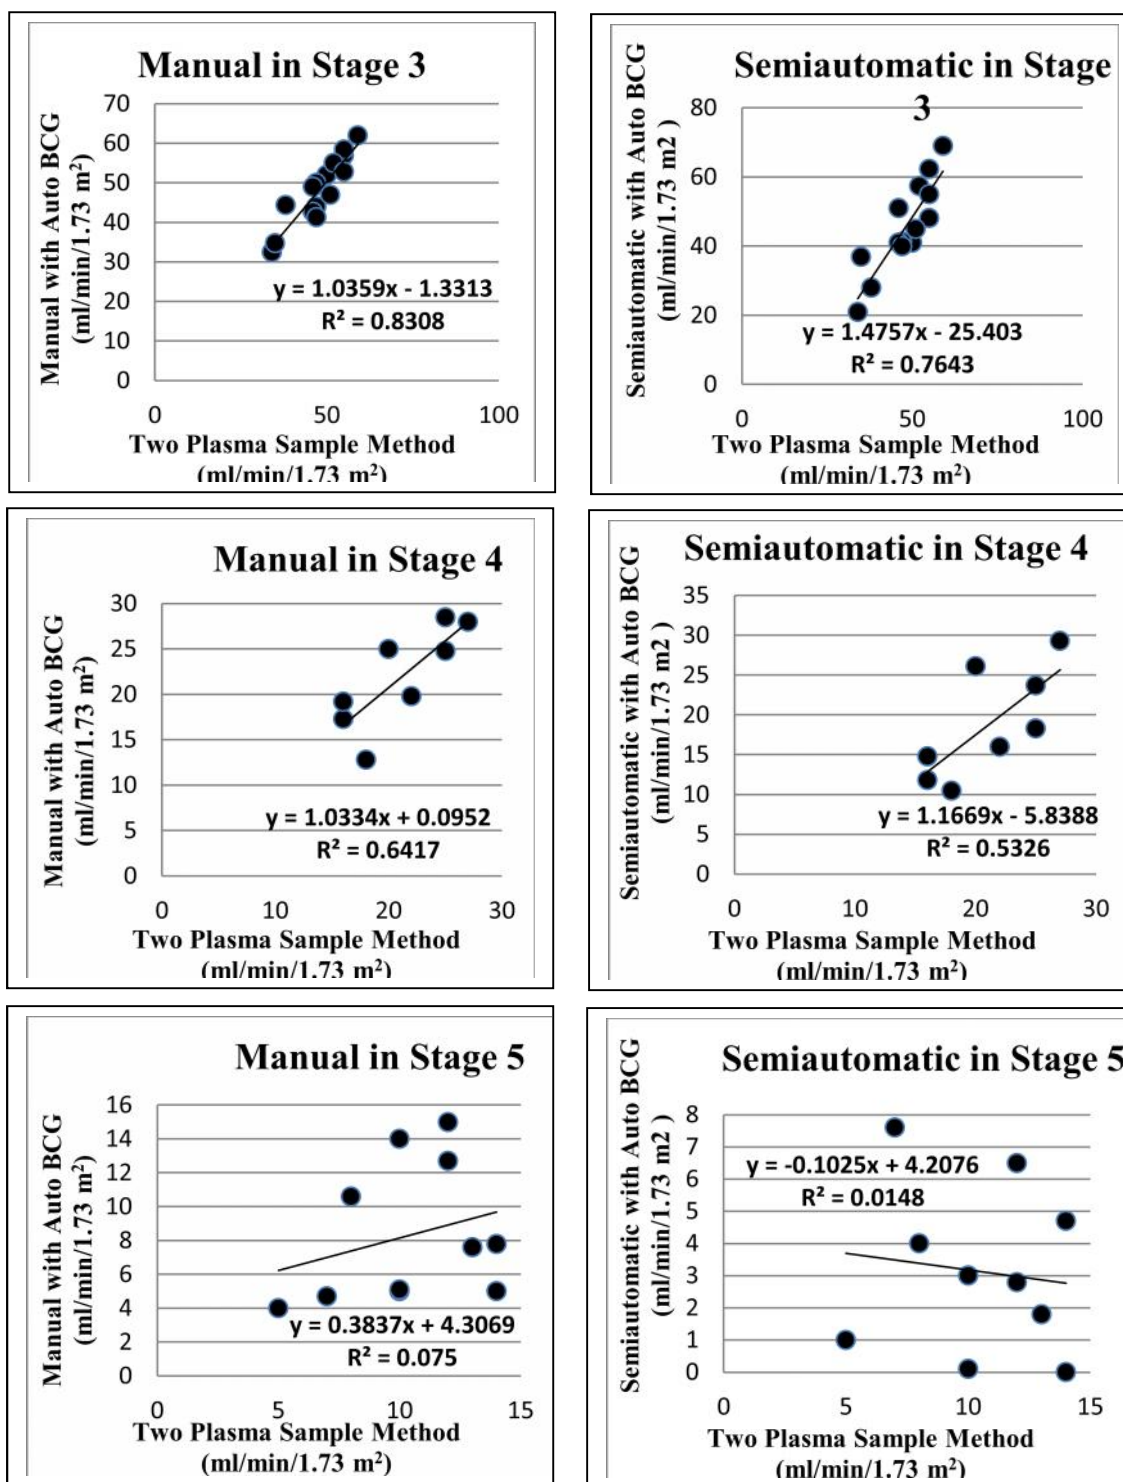 Manual in Stage 3
Manual with Auto BCG
(ml/min/1.73 m²)
70
60
50
40
30
20
10
0
y = 1.0359x - 1.3313
R² = 0.8308
0 50 100
Two Plasma Sample Method
(ml/min/1.73 m²)
Semiautomatic in Stage
3
Semiautomatic with Auto BCG
(ml/min/1.73 m2 )
80
60
40
20
0
y = 1.4757x - 25.403
R² = 0.7643
0 50 100
Two Plasma Sample Method
(ml/min/1.73 m²)
Manual in Stage 4
Manual with Auto BCG
(ml/min/1.73 m²)
30
25
20
15
10
5
0
y = 1.0334x + 0.0952
R² = 0.6417
0 10 20 30
Two Plasma Sample Method
(ml/min/1.73 m²)
Semiautomatic in Stage 4
Semiautomatic with Auto BCG
(ml/min/1.73 m2 )
35
30
25
20
15
10
5
0
y = 1.1669x - 5.8388
R² = 0.5326
0 10 20 30
Two Plasma Sample Method
(ml/min/1.73 m²)
Manual in Stage 5
Manual with Auto BCG
(ml/min/1.73 m²)
16
14
12
10
8
6
4
2
0
y = 0.3837x + 4.3069
R² = 0.075
0 5 10 15
Two Plasma Sample Method
(ml/min/1.73 m²)
Semiautomatic in Stage 5
Semiautomatic with Auto BCG
(ml/min/1.73 m2 )
8
7
6
5
4
3
2
1
0
y = -0.1025x + 4.2076
R² = 0.0148
0 5 10 15
Two Plasma Sample Method
(ml/min/1.73 m²)